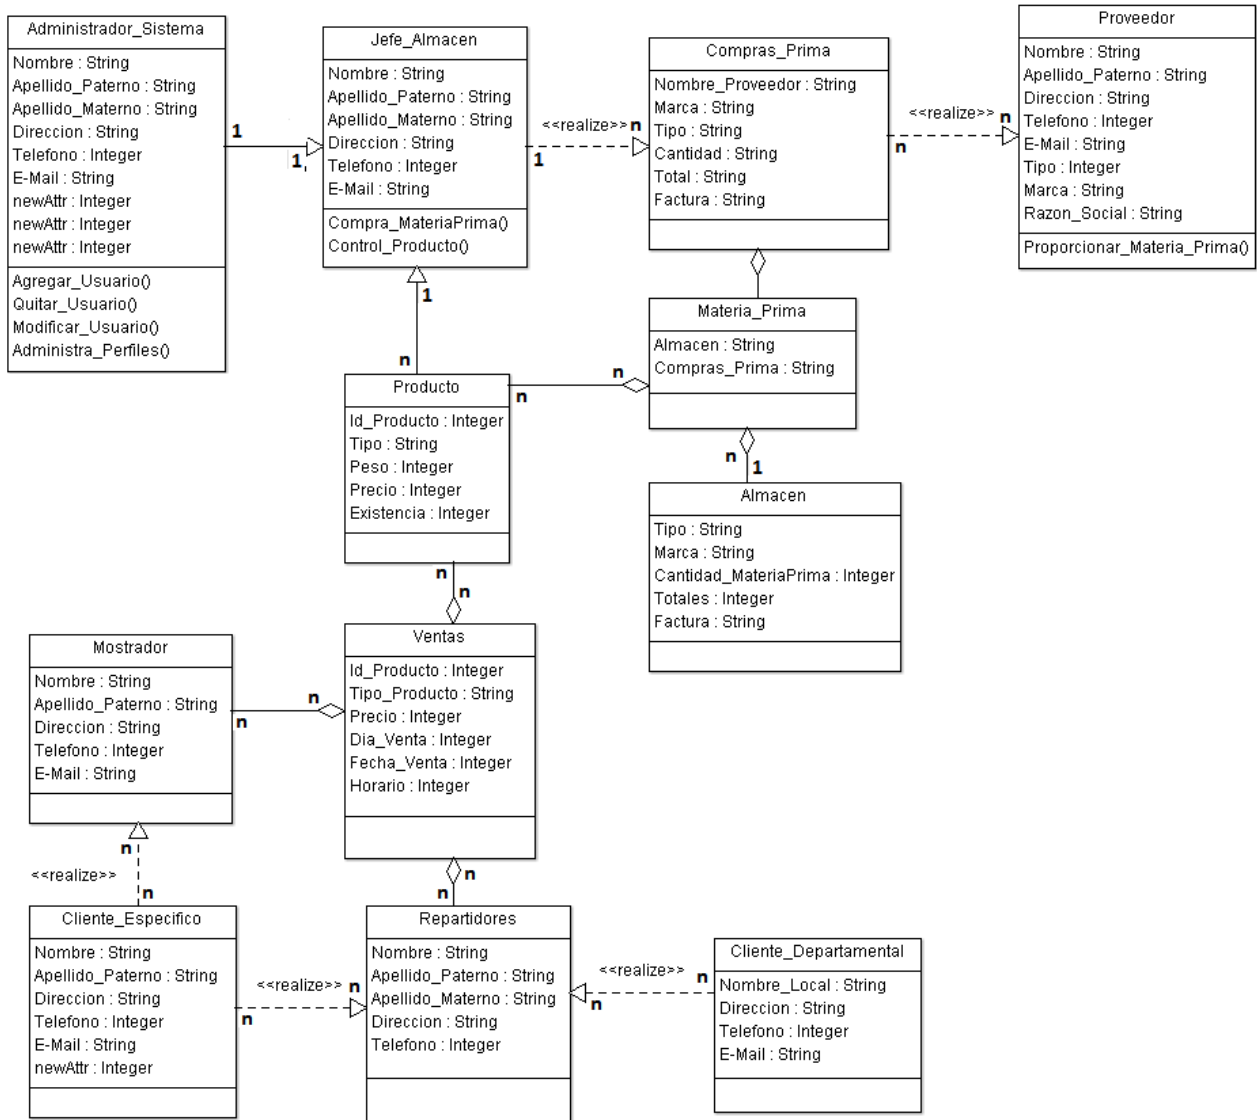 Administrador_Sistema
Nombre : String
Apellido_Paterno : String
Apellido_Materno : String
Direccion : String
Telefono : Integer
E-Mail : String
newAttr : Integer
newAttr : Integer
newAttr : Integer
Agregar_Usuario()
Quitar_Usuario()
Modificar_Usuario()
Administra_Perfiles()
1
1,
Jefe_Almacen
Nombre : String
Apellido_Paterno : String
Apellido_Materno : String
Direccion : String
Telefono : Integer
E-Mail : String
Compra_MateriaPrima()
Control_Producto()
<<realize>>
n
1
Compras_Prima
Nombre_Proveedor : String
Marca : String
Tipo : String
Cantidad : String
Total : String
Factura : String
<<realize>>
n
n
Proveedor
Nombre : String
Apellido_Paterno : String
Direccion : String
Telefono : Integer
E-Mail : String
Tipo : Integer
Marca : String
Razon_Social : String
Proporcionar_Materia_Prima()
1
n
Materia_Prima
Almacen : String
Compras_Prima : String
n
n
Producto
Id_Producto : Integer
Tipo : String
Peso : Integer
Precio : Integer
Existencia : Integer
n
1
Almacen
Tipo : String
Marca : String
Cantidad_MateriaPrima : Integer
Totales : Integer
Factura : String
n
n
Mostrador
Nombre : String
Apellido_Paterno : String
Direccion : String
Telefono : Integer
E-Mail : String
n
n
Ventas
Id_Producto : Integer
Tipo_Producto : String
Precio : Integer
Dia_Venta : Integer
Fecha_Venta : Integer
Horario : Integer
n
<<realize>>
n
n
n
Cliente_Especifico
Nombre : String
Apellido_Paterno : String
Direccion : String
Telefono : Integer
E-Mail : String
newAttr : Integer
<<realize>>
n
n
Repartidores
Nombre : String
Apellido_Paterno : String
Apellido_Materno : String
Direccion : String
Telefono : Integer
<<realize>>
n
n
Cliente_Departamental
Nombre_Local : String
Direccion : String
Telefono : Integer
E-Mail : String